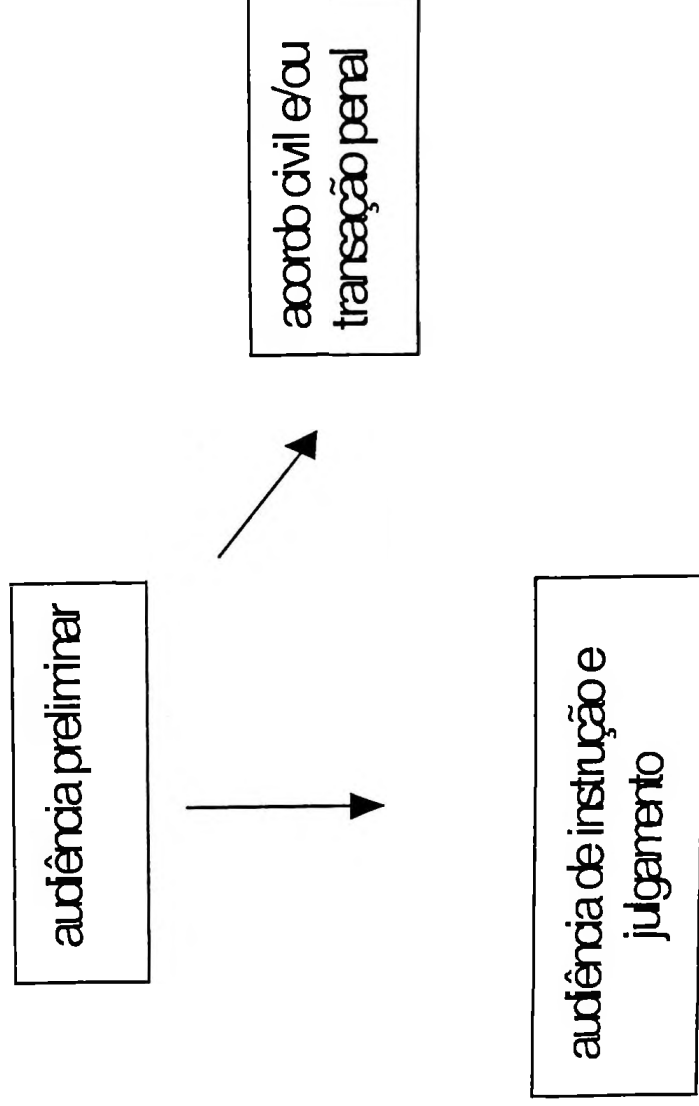 audiência preliminar
acordo civil e/ou
transação penal
audiência de instrução e
julgamento